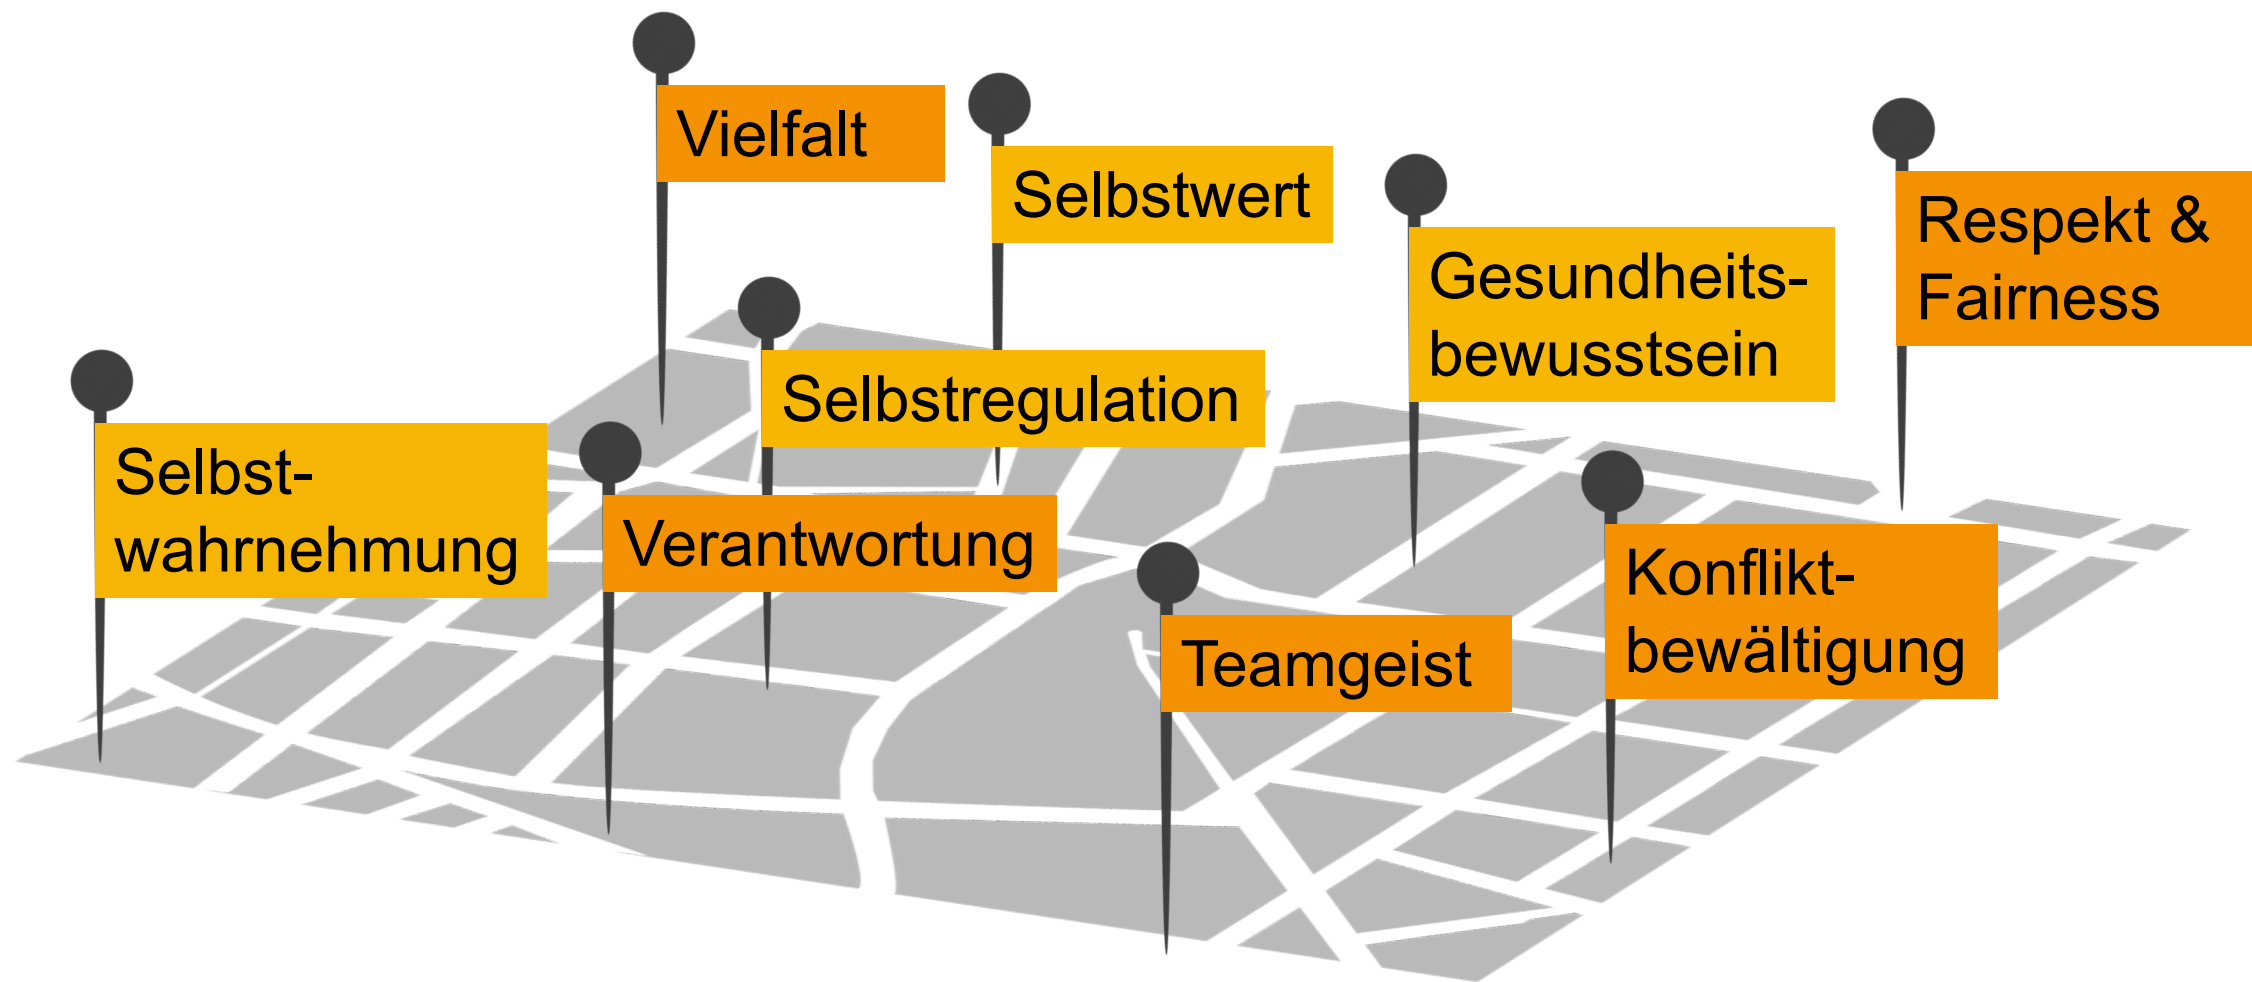 Vielfalt
Selbstwert
Respekt &
Fairness
Gesundheits-
bewusstsein
Selbstregulation
Selbst-
wahrnehmung
Verantwortung
Konflikt-
bewältigung
Teamgeist